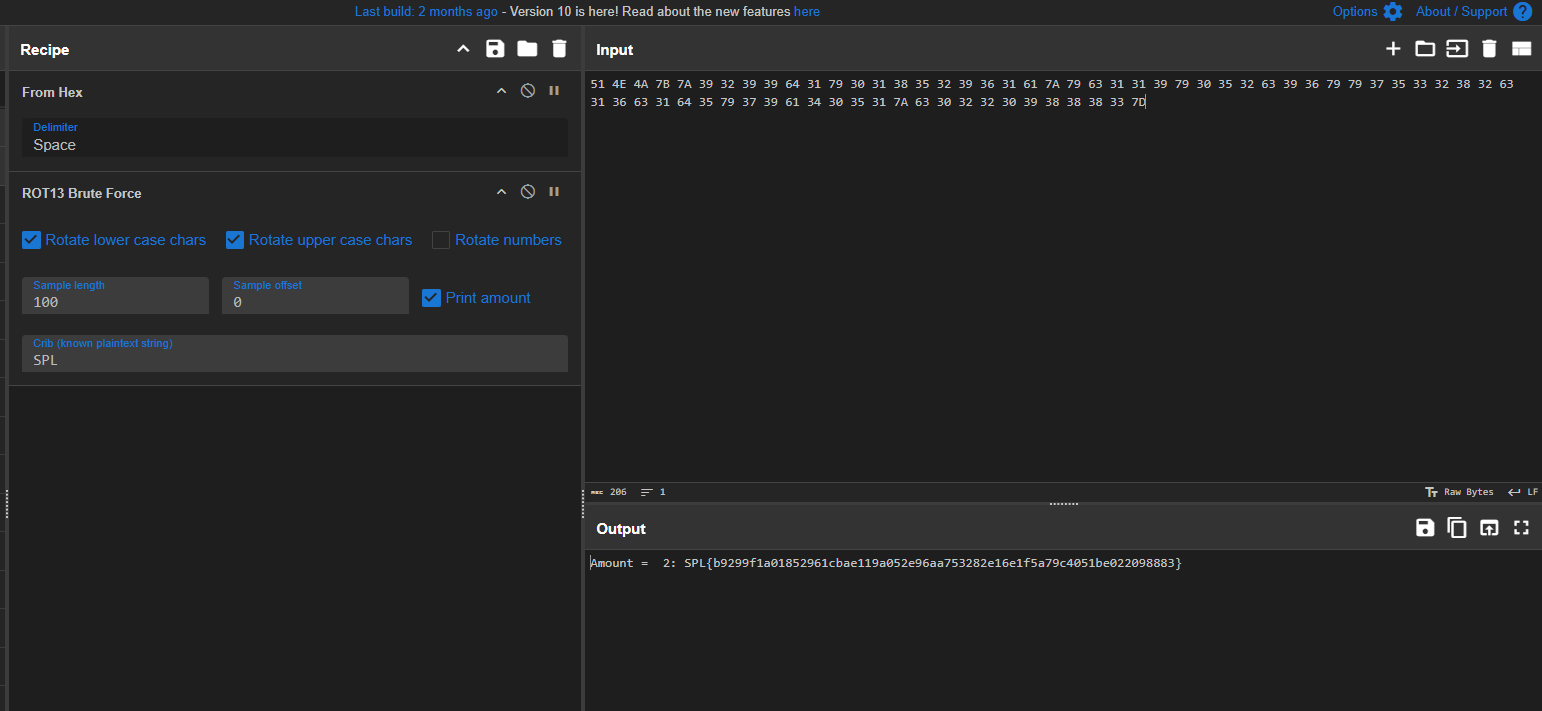 Last build: 2 months ago - Version 10 is here! Read about the new features here
Options
About / Support
Recipe
From Hex
Delimiter
Space
ROT13 Brute Force
Rotate lower case chars
Rotate upper case chars
Rotate numbers
Sample length
100
Sample offset
0
Print amount
Crib (known plaintext string)
SPL
Input
51 4E 4A 7B 7A 39 32 39 39 64 31 79 30 31 38 35 32 39 36 31 61 7A 79 63 31 31 39 79 30 35 32 63 39 36 79 79 37 35 33 32 38 32 63
31 36 63 31 64 35 79 37 39 61 34 30 35 31 7A 63 30 32 32 30 39 38 38 38 33 7D
REC 206
1
Raw Bytes
LF
Output
Amount =  2: SPL{b9299f1a01852961cbae119a052e96aa753282e16e1f5a79c4051be022098883}